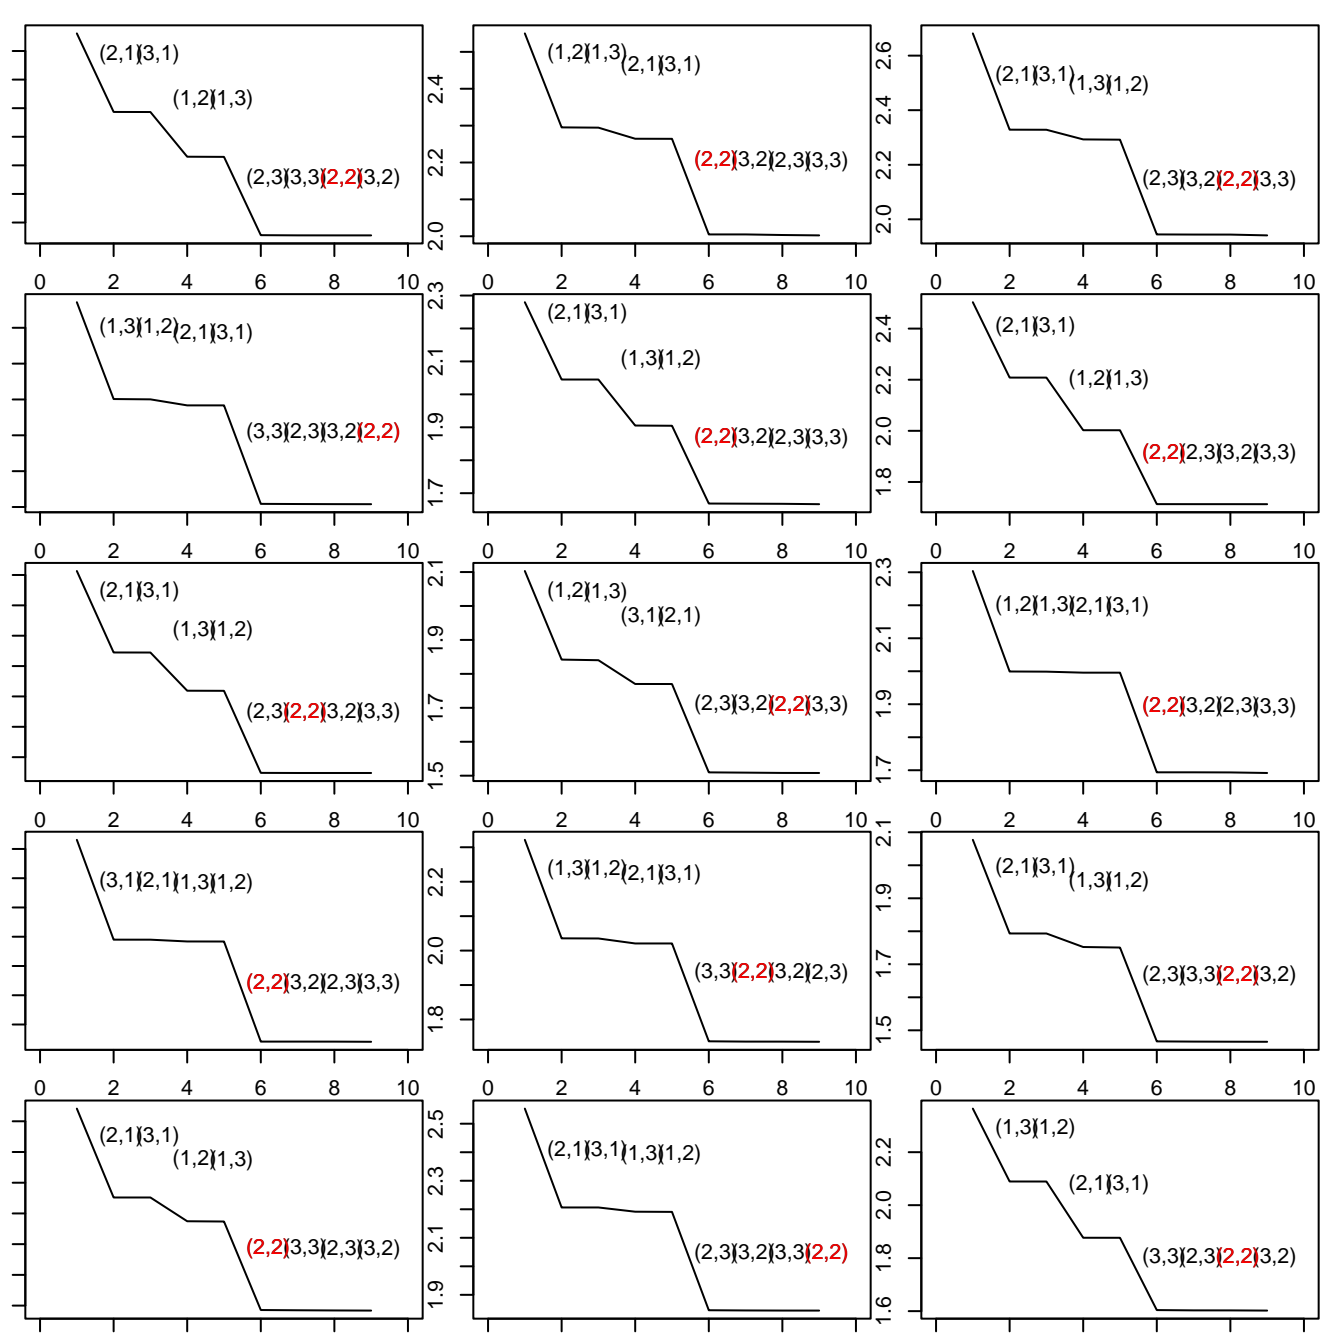 (2,1)(3,1)
(1,2)(1,3)
(2,3)(3,3)(2,2)(3,2)
0 2 4 6 8 10
2.0 2.2 2.4
(1,2)(1,3)(2,1)(3,1)
(2,2)(3,2)(2,3)(3,3)
0 2 4 6 8 10
2.0 2.2 2.4 2.6
(2,1)(3,1)(1,3)(1,2)
(2,3)(3,2)(2,2)(3,3)
0 2 4 6 8 10
(1,3)(1,2)(2,1)(3,1)
(3,3)(2,3)(3,2)(2,2)
0 2 4 6 8 10
1.7 1.9 2.1 2.3
(2,1)(3,1)
(1,3)(1,2)
(2,2)(3,2)(2,3)(3,3)
0 2 4 6 8 10
1.8 2.0 2.2 2.4
(2,1)(3,1)
(1,2)(1,3)
(2,2)(2,3)(3,2)(3,3)
0 2 4 6 8 10
(2,1)(3,1)
(1,3)(1,2)
(2,3)(2,2)(3,2)(3,3)
0 2 4 6 8 10
1.5 1.7 1.9 2.1
(1,2)(1,3)
(3,1)(2,1)
(2,3)(3,2)(2,2)(3,3)
0 2 4 6 8 10
1.7 1.9 2.1 2.3
(1,2)(1,3)(2,1)(3,1)
(2,2)(3,2)(2,3)(3,3)
0 2 4 6 8 10
(3,1)(2,1)(1,3)(1,2)
(2,2)(3,2)(2,3)(3,3)
0 2 4 6 8 10
1.8 2.0 2.2
(1,3)(1,2)(2,1)(3,1)
(3,3)(2,2)(3,2)(2,3)
0 2 4 6 8 10
1.5 1.7 1.9 2.1
(2,1)(3,1)(1,3)(1,2)
(2,3)(3,3)(2,2)(3,2)
0 2 4 6 8 10
(2,1)(3,1)
(1,2)(1,3)
(2,2)(3,3)(2,3)(3,2)
1.9 2.1 2.3 2.5
(2,1)(3,1)(1,3)(1,2)
(2,3)(3,2)(3,3)(2,2)
1.6 1.8 2.0 2.2
(1,3)(1,2)
(2,1)(3,1)
(3,3)(2,3)(2,2)(3,2)